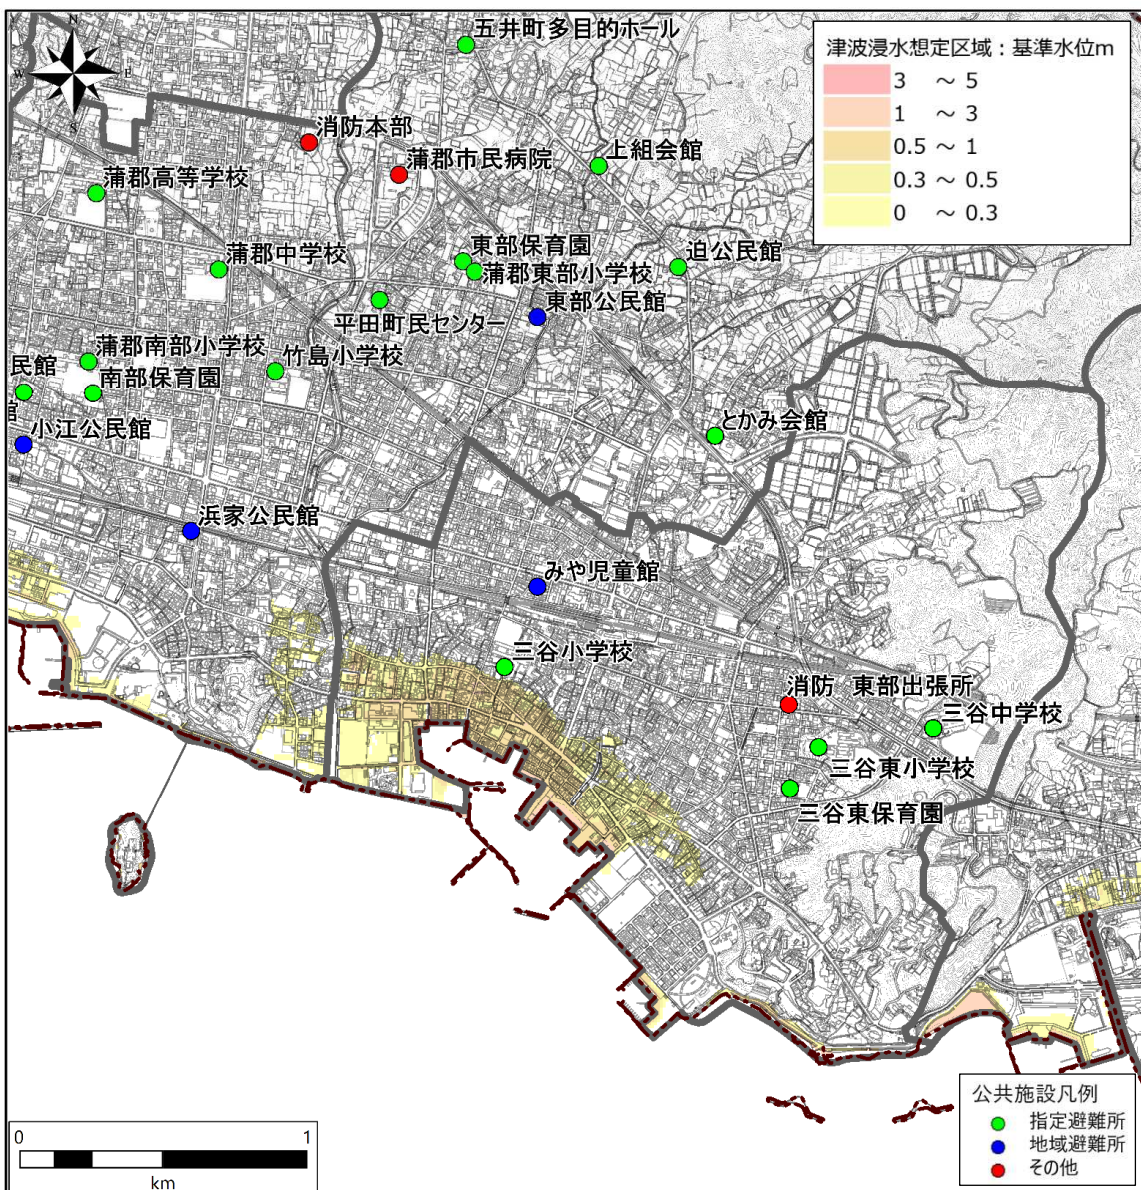 五井町多目的ホール
津波浸水想定区域：基準水位m
3 ～ 5
1 ～ 3
0.5 ～ 1
0.3 ～ 0.5
0 ～ 0.3
N
W
E
S
消防本部
蒲郡市民病院
上組会館
蒲郡高等学校
東部保育園
蒲郡中学校
蒲郡東部小学校
迫公民館
東部公民館
平田町民センター
蒲郡南部小学校
竹島小学校
民館
南部保育園
館
小江公民館
とかみ会館
浜家公民館
みや児童館
三谷小学校
消防 東部出張所
三谷中学校
三谷東小学校
三谷東保育園
公共施設凡例
指定避難所
地域避難所
その他
0 1
km